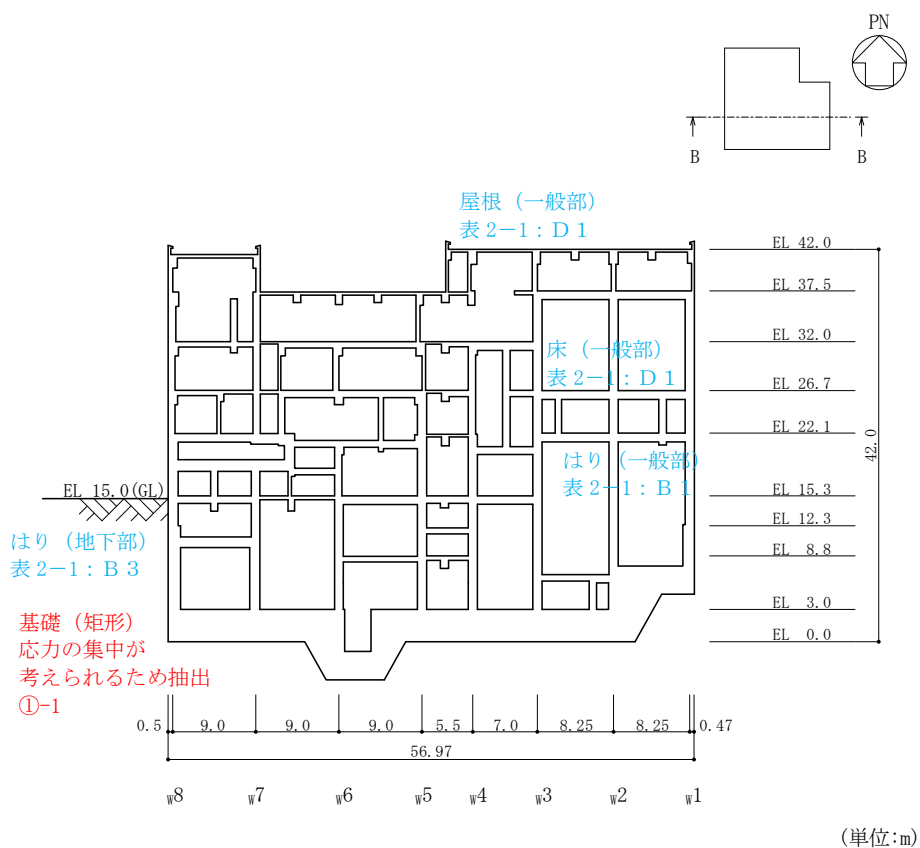 PN
B B
屋根（一般部）
表 2－1：D 1
EL 42.0
EL 37.5
EL 32.0
床（一般部）
表 2－1：D 1
EL 26.7
EL 22.1
42.0
はり（一般部）
表 2－1：B 1
EL 15.0(GL)
EL 15.3
EL 12.3
はり（地下部）
表 2－1：B 3
EL 8.8
EL 3.0
基礎（矩形）
応力の集中が
考えられるため抽出
①-1
EL 0.0
0.5 9.0 9.0 9.0 5.5 7.0 8.25 8.25 0.47
56.97
W8 W7 W6 W5 W4 W3 W2 W1
(単位:m)